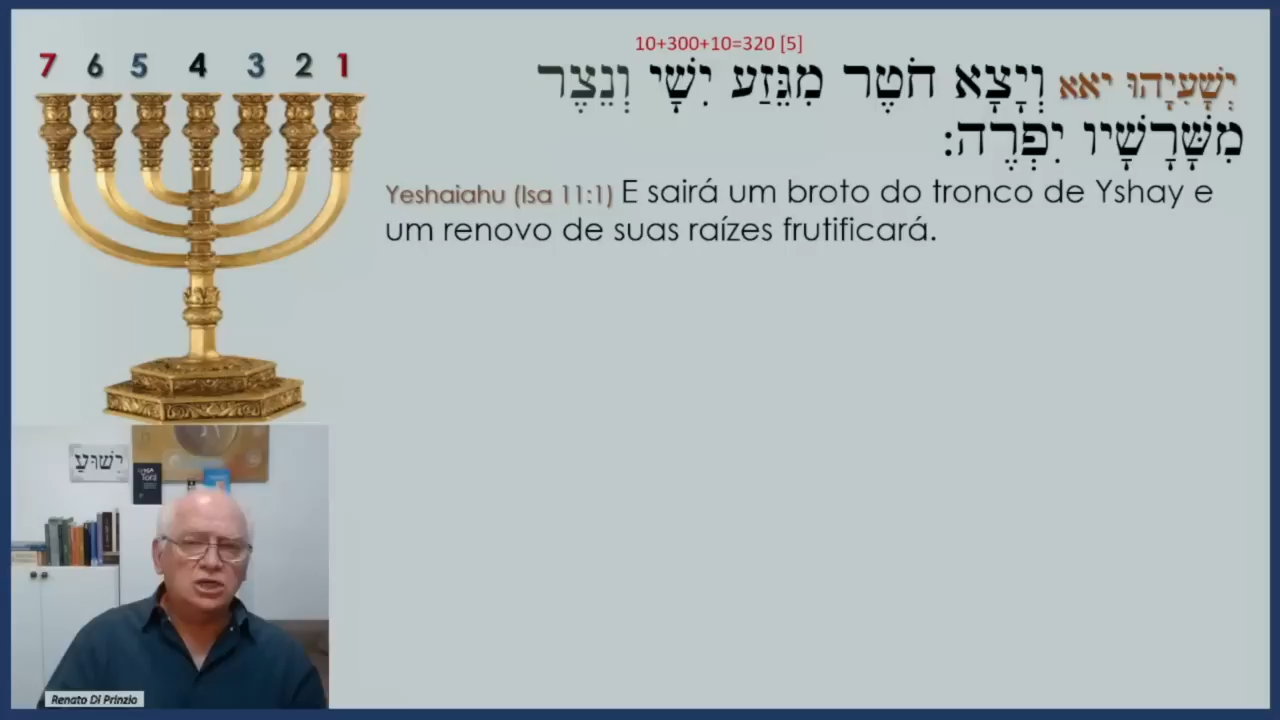 7 6 5 4 3 2 1
10+300+10=320 [5]
יְשָׁעִיָהוּ יאא וְיָצָא חֹטֶר מִגֵּזַע יִשָׁי וְנֵצֶר
מִשָּׁרָשָׁיו יִפְרֶה׃
Yeshaiahu (Isa 11:1) E sairá um broto do tronco de Yshay e
um renovo de suas raízes frutificará.
יֵשׁוּעַ
Renato Di Prinzio